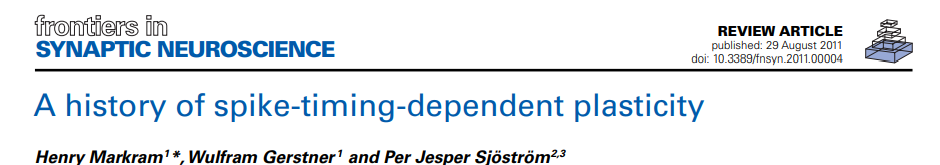 frontiers in
SYNAPTIC NEUROSCIENCE
REVIEW ARTICLE
published: 29 August 2011
doi: 10.3389/fnsyn.2011.00004
A history of spike-timing-dependent plasticity
Henry Markram¹*, Wulfram Gerstner¹ and Per Jesper Sjöström²,³